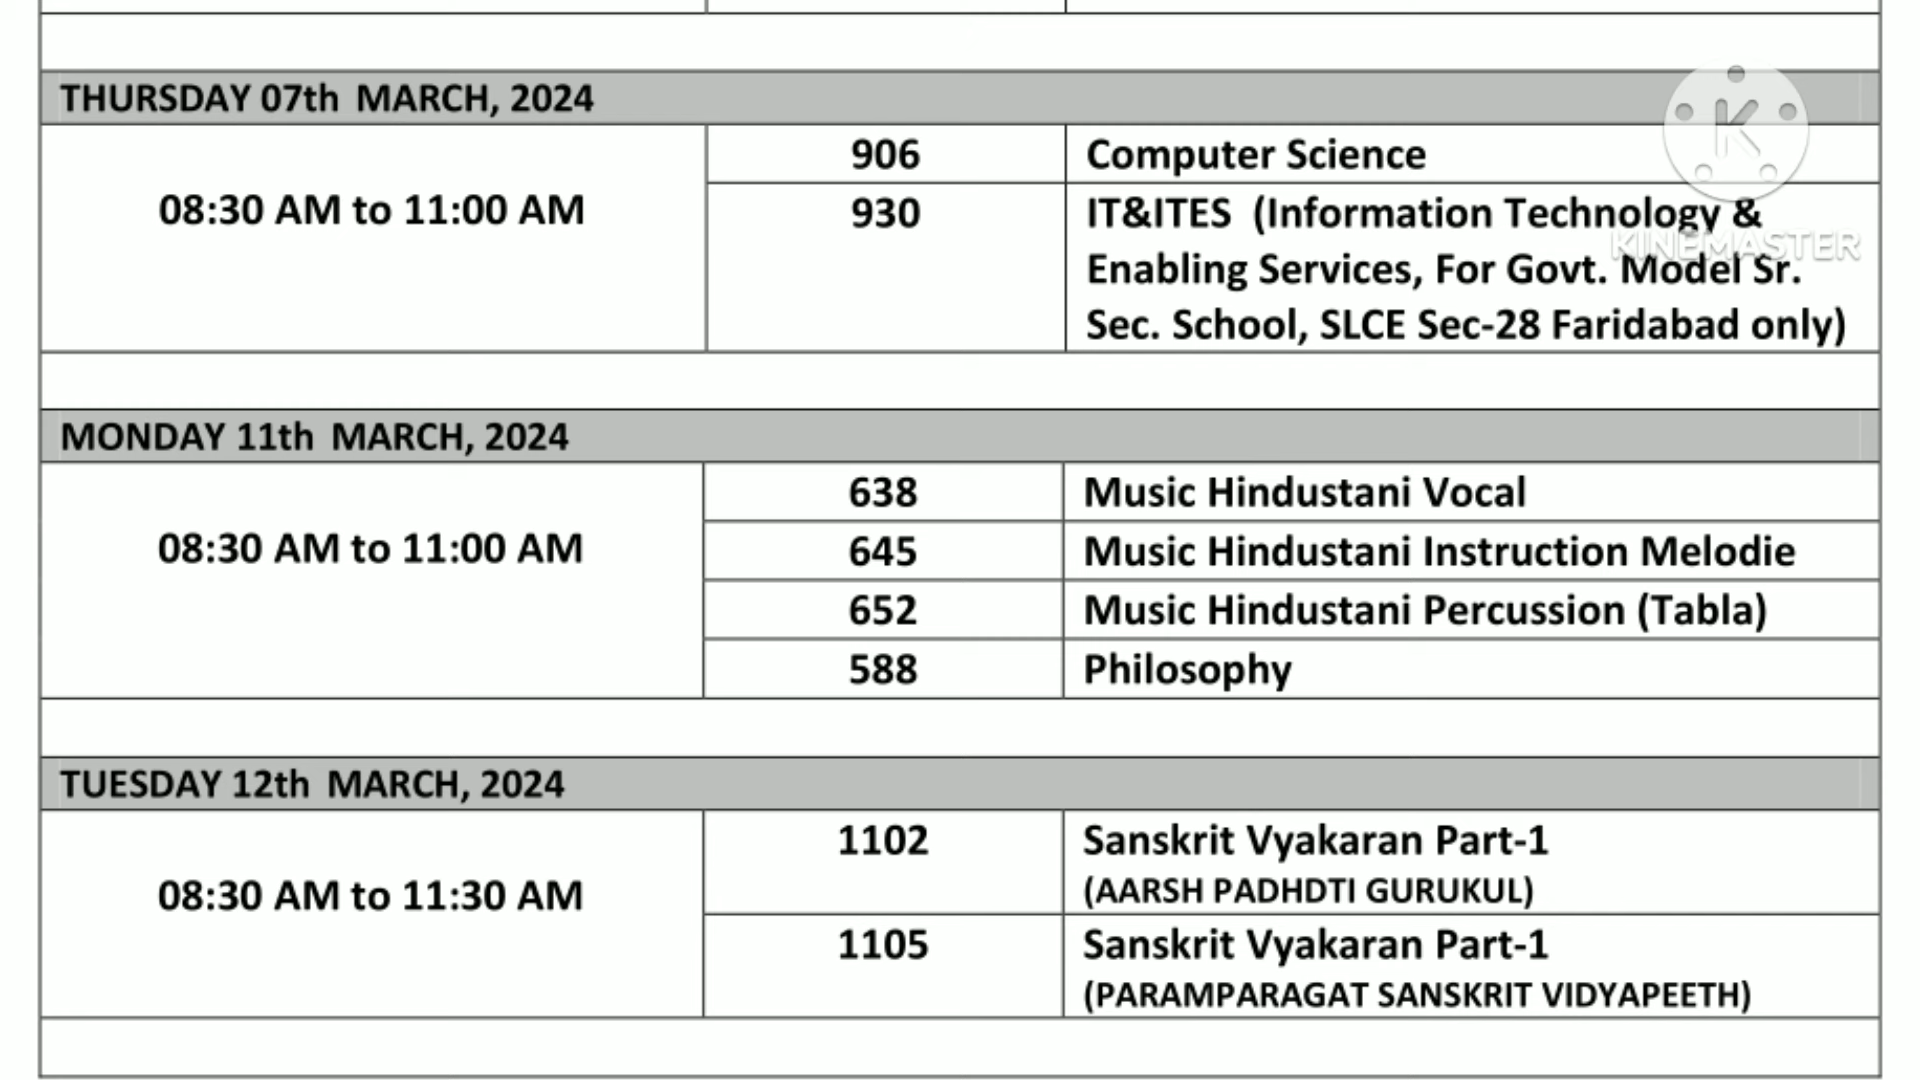 THURSDAY 07th MARCH, 2024
08:30 AM to 11:00 AM
906
Computer Science
930
IT&ITES (Information Technology &
Enabling Services, For Govt. Model Sr.
Sec. School, SLCE Sec-28 Faridabad only)
K
KINEMASTER
MONDAY 11th MARCH, 2024
08:30 AM to 11:00 AM
638
Music Hindustani Vocal
645
Music Hindustani Instruction Melodie
652
Music Hindustani Percussion (Tabla)
588
Philosophy
TUESDAY 12th MARCH, 2024
08:30 AM to 11:30 AM
1102
Sanskrit Vyakaran Part-1
(AARSH PADHDTI GURUKUL)
1105
Sanskrit Vyakaran Part-1
(PARAMPARAGAT SANSKRIT VIDYAPEETH)